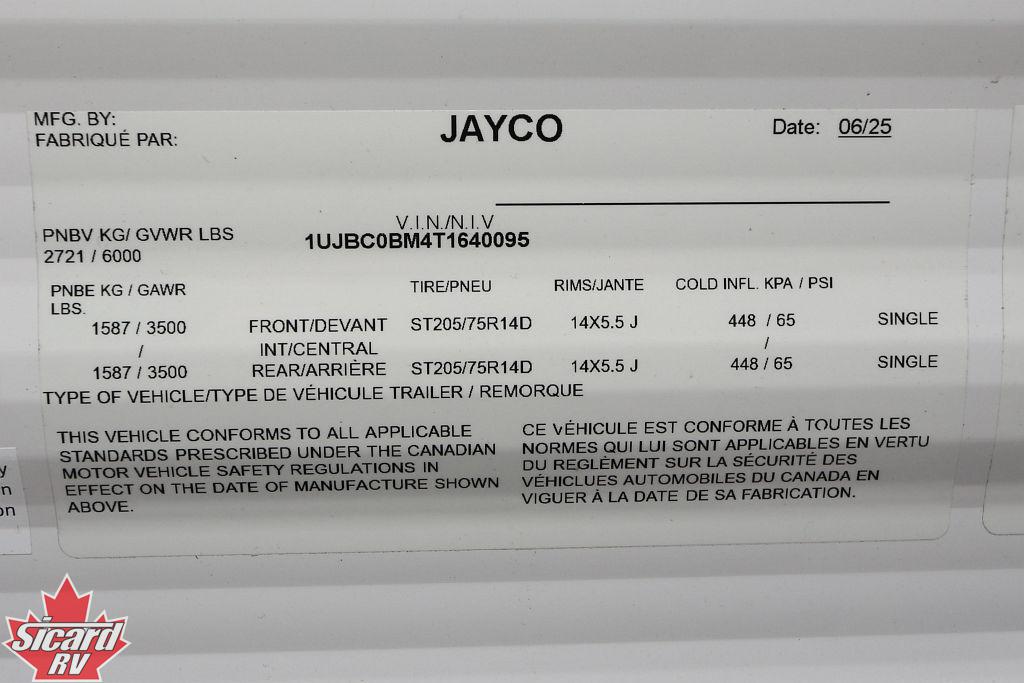 MFG. BY:
FABRIQUÉ PAR:
JAYCO
Date: 06/25
V.I.N./N.I.V
PNBV KG/ GVWR LBS
1UJBC0BM4T1640095
2721 / 6000
PNBE KG / GAWR
LBS.
TIRE/PNEU RIMS/JANTE COLD INFL. KPA / PSI
1587 / 3500 FRONT/DEVANT ST205/75R14D 14X5.5 J 448 / 65 SINGLE
/ INT/CENTRAL /
1587 / 3500 REAR/ARRIÈRE ST205/75R14D 14X5.5 J 448 / 65 SINGLE
TYPE OF VEHICLE/TYPE DE VÉHICULE TRAILER / REMORQUE
THIS VEHICLE CONFORMS TO ALL APPLICABLE
STANDARDS PRESCRIBED UNDER THE CANADIAN
MOTOR VEHICLE SAFETY REGULATIONS IN
EFFECT ON THE DATE OF MANUFACTURE SHOWN
ABOVE.
CE VÉHICULE EST CONFORME À TOUTES LES
NORMES QUI LUI SONT APPLICABLES EN VERTU
DU REGLÈMENT SUR LA SÉCURITÉ DES
VÉHICLUES AUTOMOBILES DU CANADA EN
VIGUER À LA DATE DE SA FABRICATION.
y
n
on
Sicard
RV